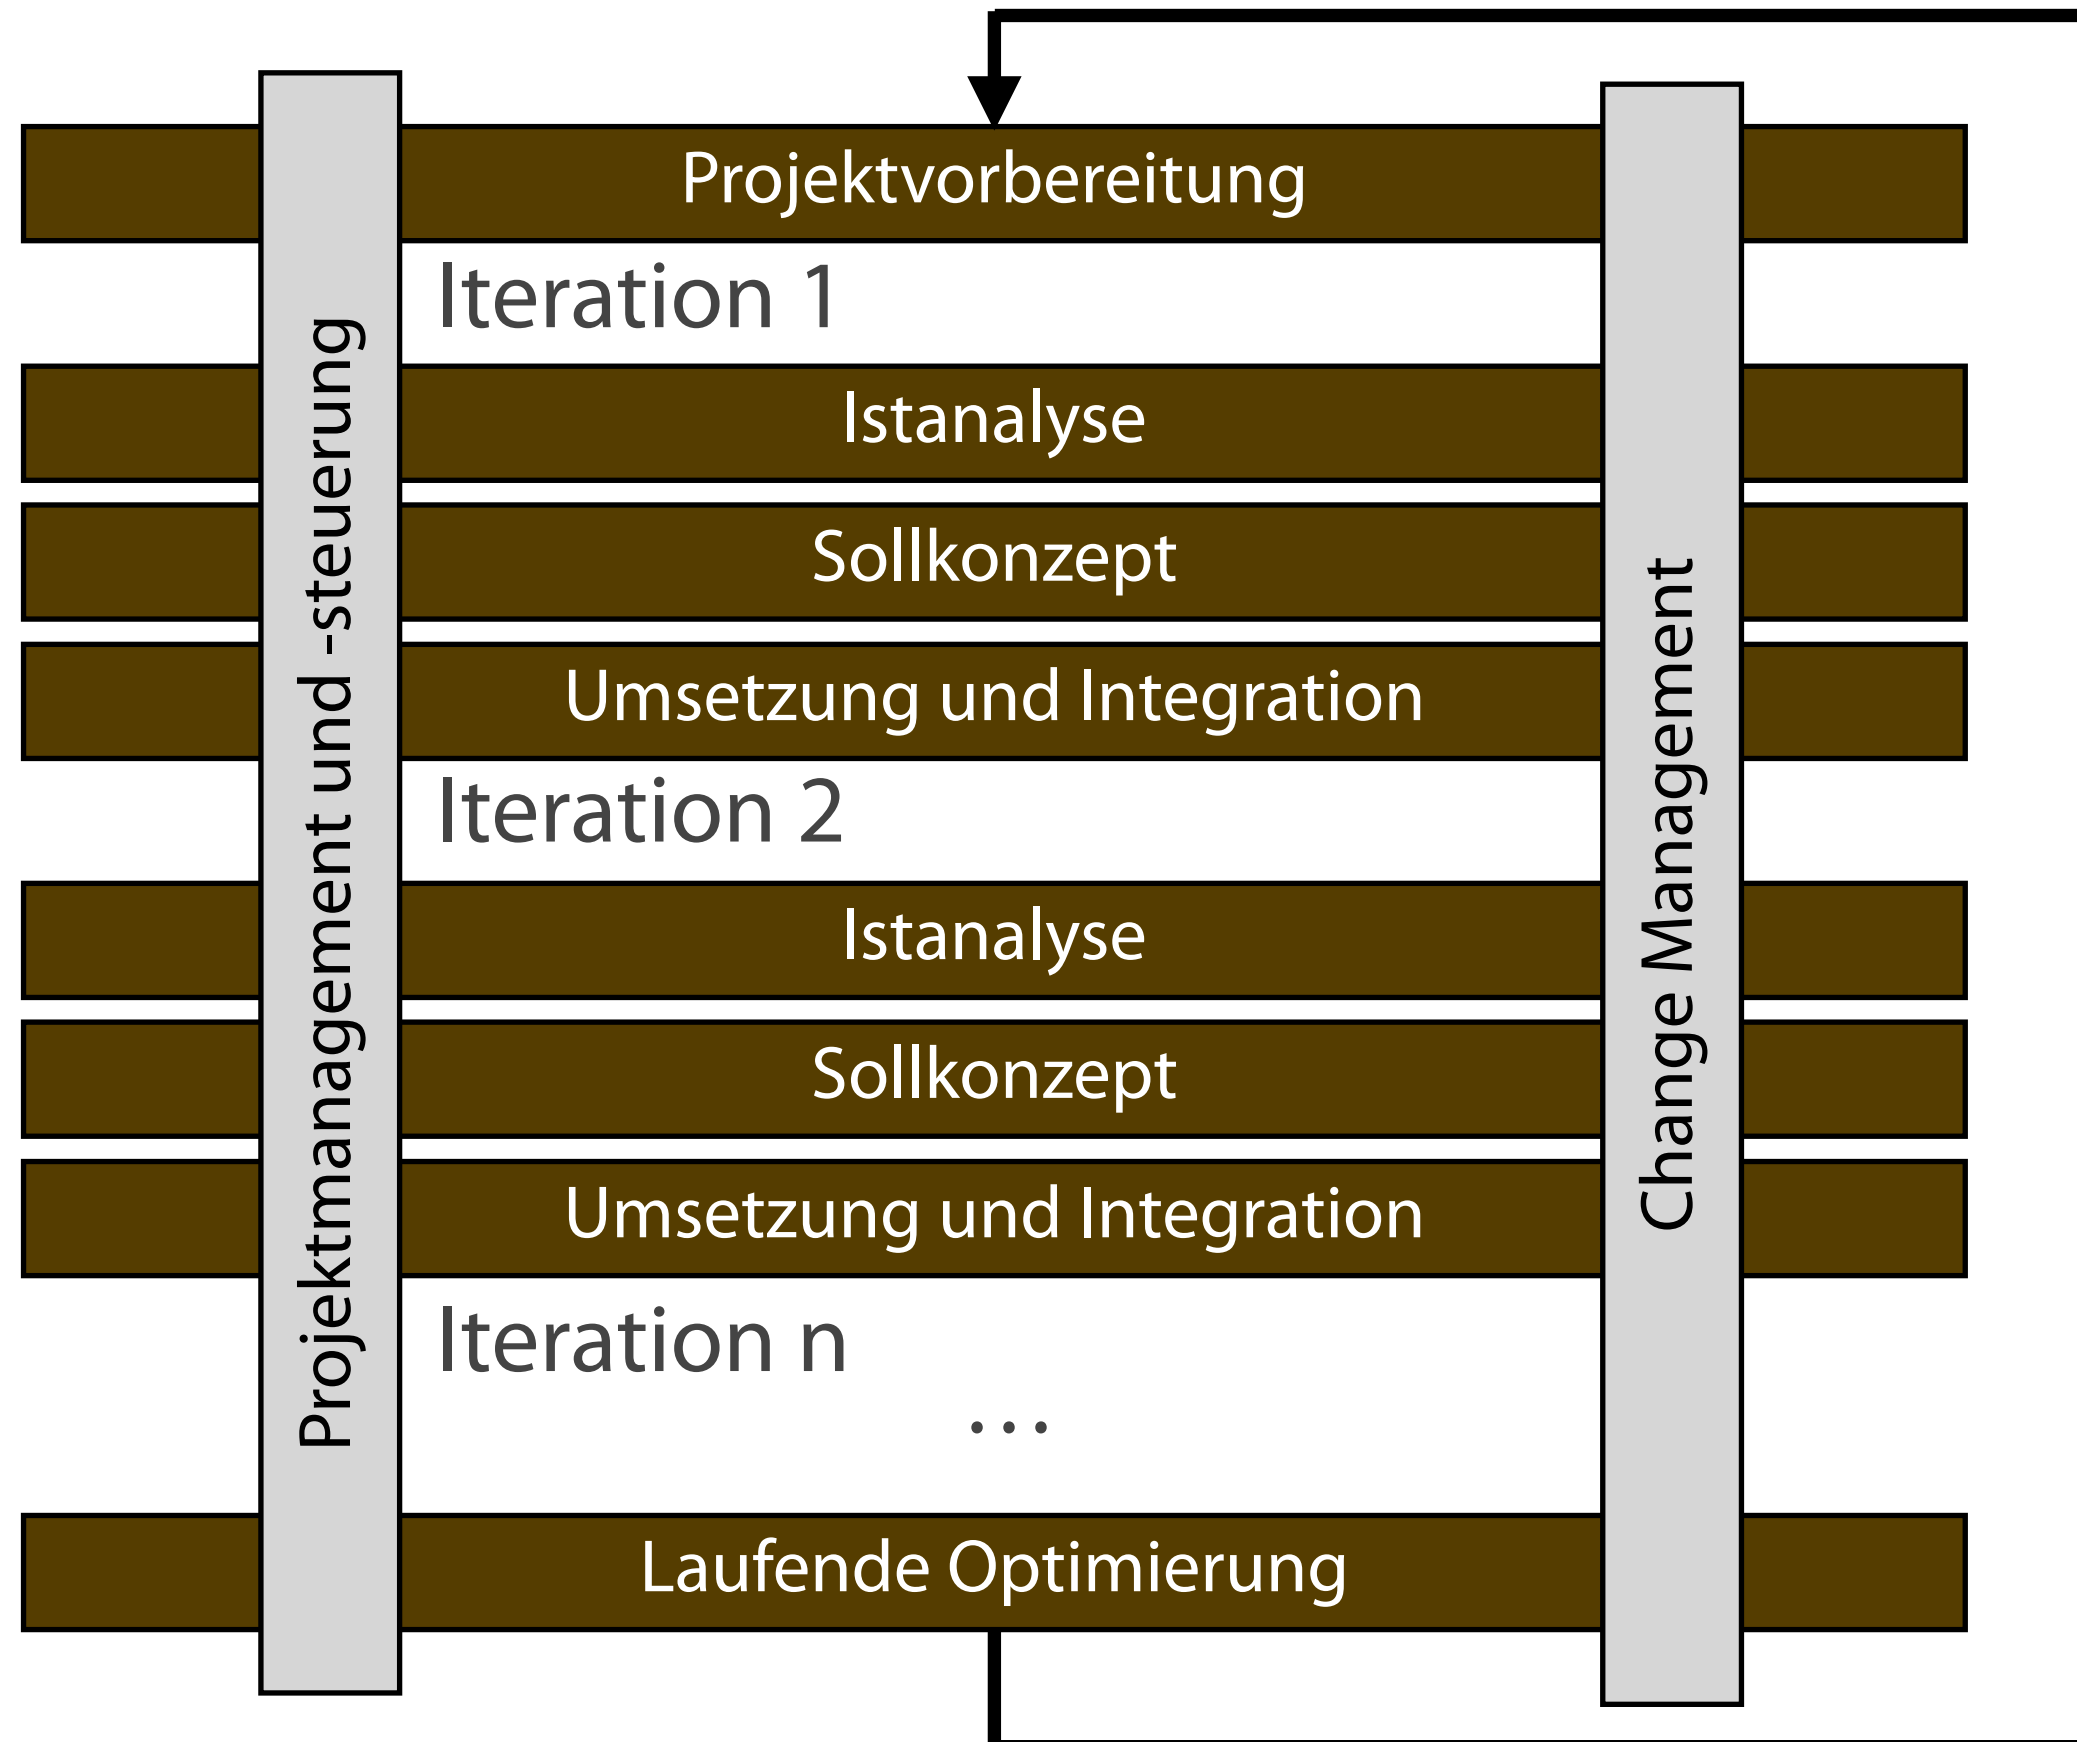 Projektvorbereitung
Iteration 1
Istanalyse
Sollkonzept
Umsetzung und Integration
Iteration 2
Istanalyse
Sollkonzept
Umsetzung und Integration
Iteration n
...
Laufende Optimierung
Projektmanagement und -steuerung
Change Management